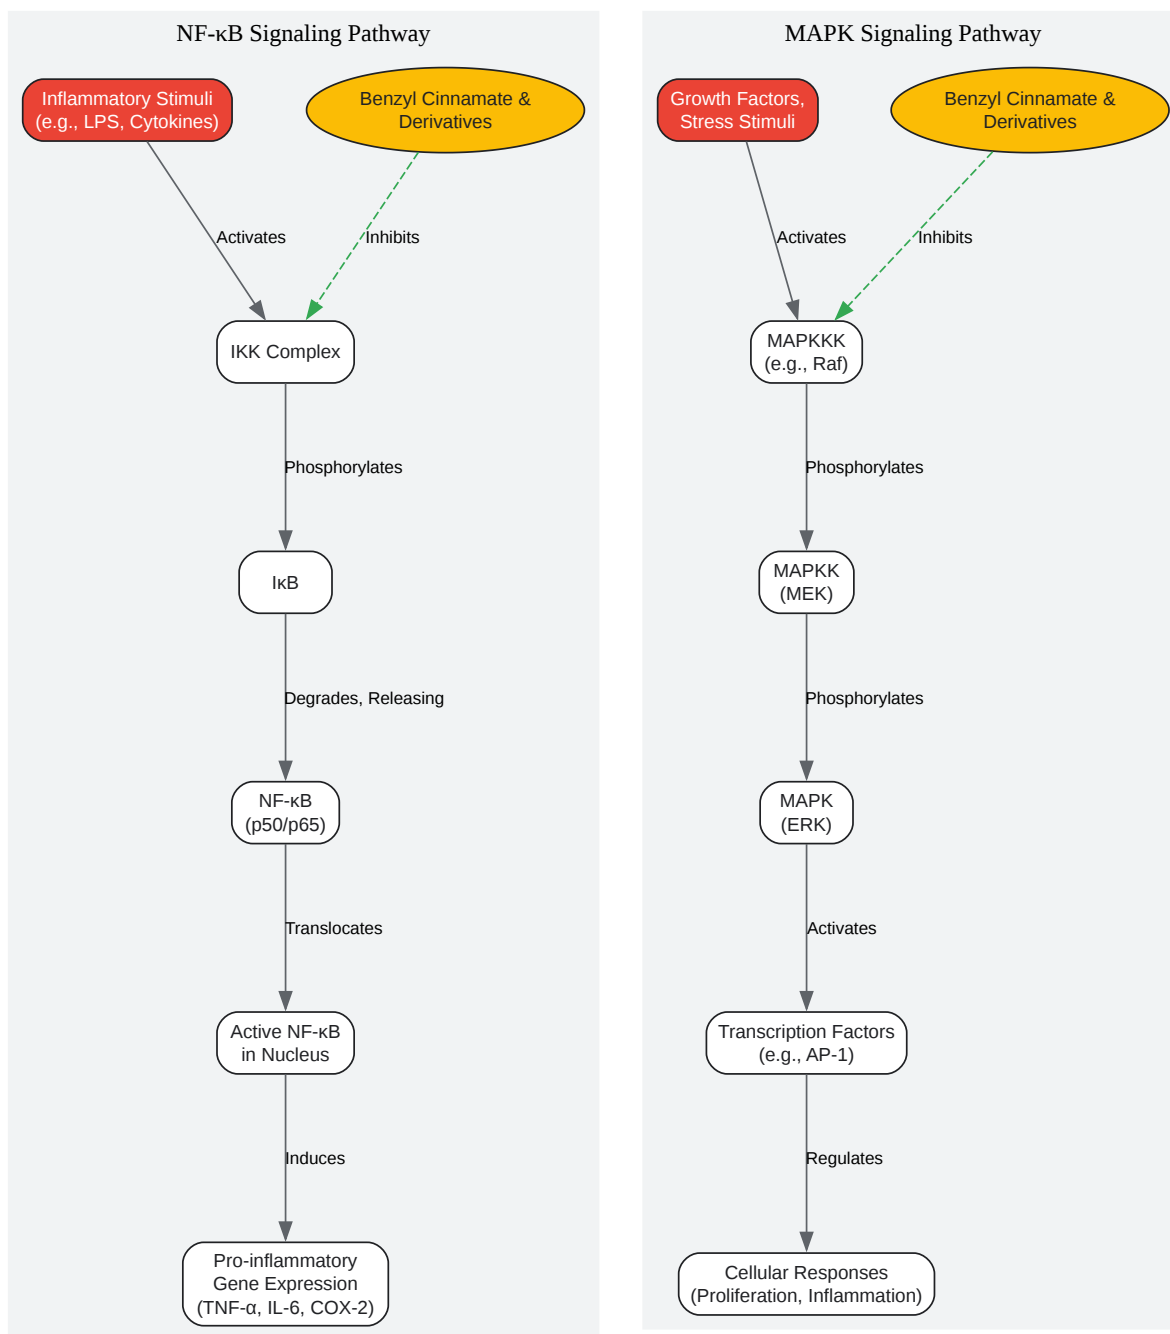 NF-κB Signaling Pathway
Inflammatory Stimuli
(e.g., LPS, Cytokines)
Benzyl Cinnamate &
Derivatives
Activates
Inhibits
IKK Complex
Phosphorylates
IκB
Degrades, Releasing
NF-κB
(p50/p65)
Translocates
Active NF-κB
in Nucleus
Induces
Pro-inflammatory
Gene Expression
(TNF-α, IL-6, COX-2)
MAPK Signaling Pathway
Growth Factors,
Stress Stimuli
Benzyl Cinnamate &
Derivatives
Activates
Inhibits
MAPKKK
(e.g., Raf)
Phosphorylates
MAPKK
(MEK)
Phosphorylates
MAPK
(ERK)
Activates
Transcription Factors
(e.g., AP-1)
Regulates
Cellular Responses
(Proliferation, Inflammation)